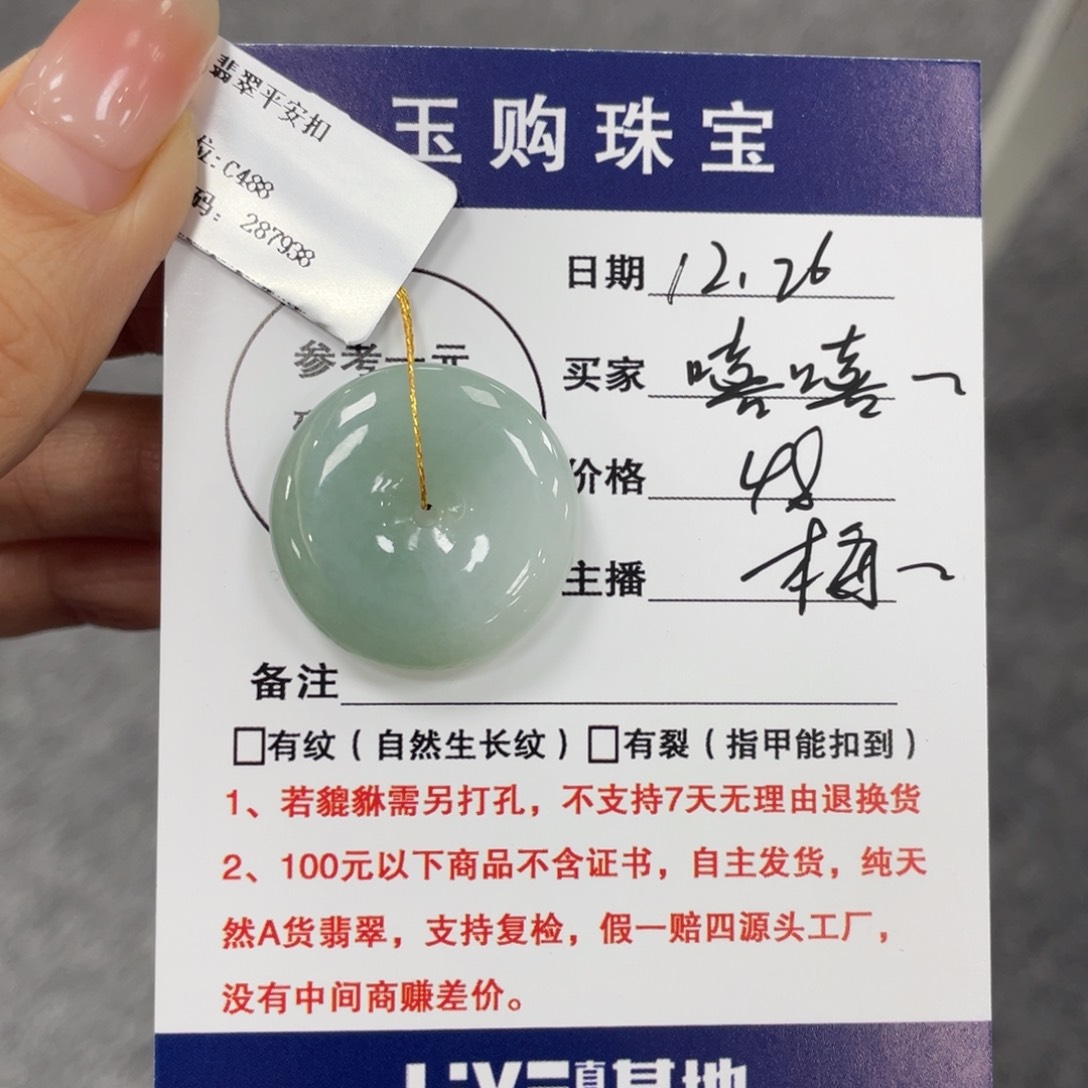 翡翠平安扣
位:C488
码: 287938
玉购珠宝
参考一元
日期 12.26
买家 嘻嘻~
价格 48
主播
备注
□有纹（自然生长纹）□有裂（指甲能扣到）
1、若貔貅需另打孔，不支持7天无理由退换货
2、100元以下商品不含证书，自主发货，纯天
然A货翡翠，支持复检，假一赔四源头工厂，
没有中间商赚差价。
基地